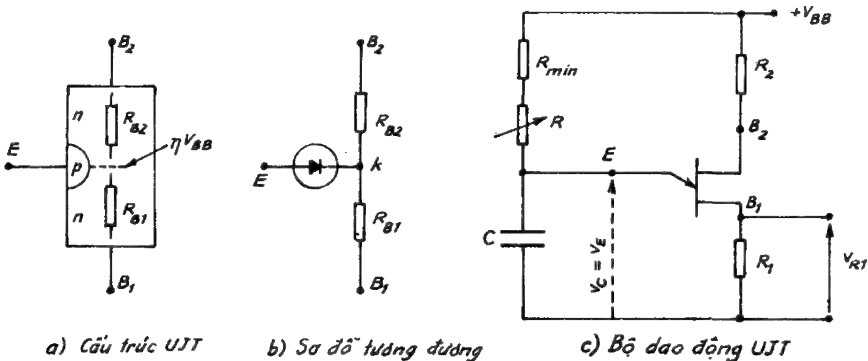 B2
n
RB2
ηVBB
E
p
n
RB1
B1
a) Cấu trúc UJT
B2
RB2
E
k
RB1
B1
b) Sơ đồ tương đương
+VBB
Rmin
R2
R
B2
E
B1
C
vC = vE
R1
vR1
c) Bộ dao động UJT